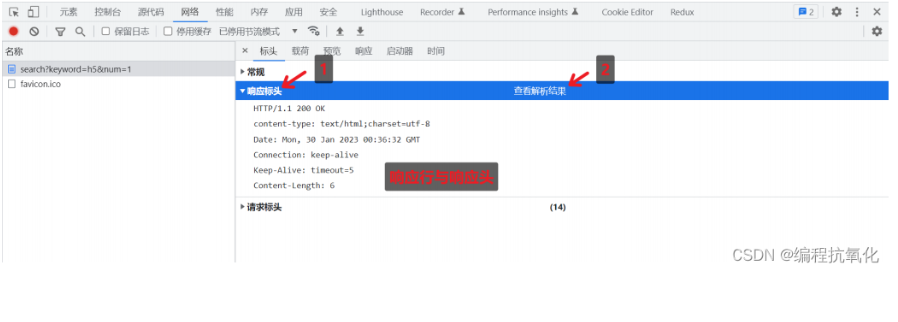 元素 控制台 源代码 网络 性能 内存 应用 安全 Lighthouse Recorder Performance insights Cookie Editor Redux 2
保留日志 停用缓存 已停用节流模式
名称 × 标头 载荷 预览 响应 启动器 时间
search?keyword=h5&num=1
favicon.ico
常规
1
2
响应标头 查看解析结果
HTTP/1.1 200 OK
content-type: text/html;charset=utf-8
Date: Mon, 30 Jan 2023 00:36:32 GMT
Connection: keep-alive
Keep-Alive: timeout=5
Content-Length: 6
响应行与响应头
请求标头 (14)
CSDN @编程抗氧化